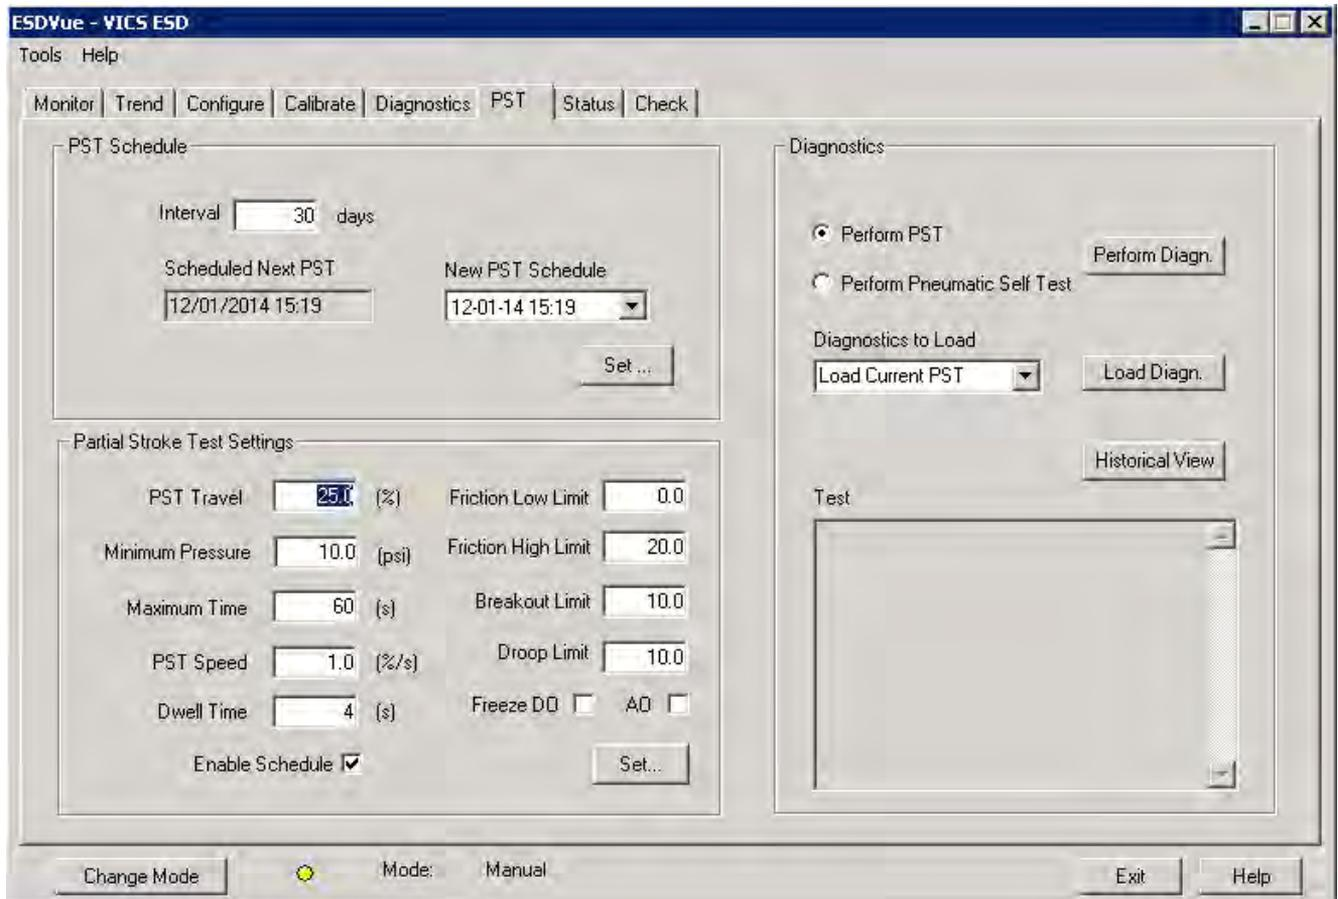 ESDVue - VICS ESD
Tools Help
Monitor Trend Configure Calibrate Diagnostics PST Status Check
PST Schedule
Interval 30 days
Scheduled Next PST
12/01/2014 15:19
New PST Schedule
12-01-14 15:19
Set ...
Partial Stroke Test Settings
PST Travel 25.0 (%)
Minimum Pressure 10.0 (psi)
Maximum Time 60 (s)
PST Speed 1.0 (%/s)
Dwell Time 4 (s)
Enable Schedule
Friction Low Limit 0.0
Friction High Limit 20.0
Breakout Limit 10.0
Droop Limit 10.0
Freeze DO AO
Set...
Diagnostics
Perform PST
Perform Pneumatic Self Test
Perform Diagn.
Diagnostics to Load
Load Current PST
Load Diagn.
Historical View
Test
Change Mode
Mode: Manual
Exit
Help